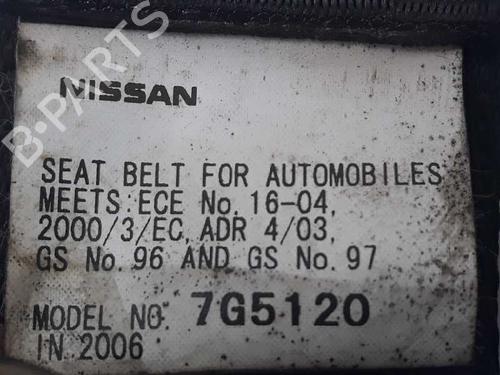 B-PARTS
NISSAN
SEAT BELT FOR AUTOMOBILES
MEETS:ECE No. 16-04,
2000/3/EC, ADR 4/03,
GS No. 96 AND GS No. 97
MODEL NO. 7G5120
IN 2006